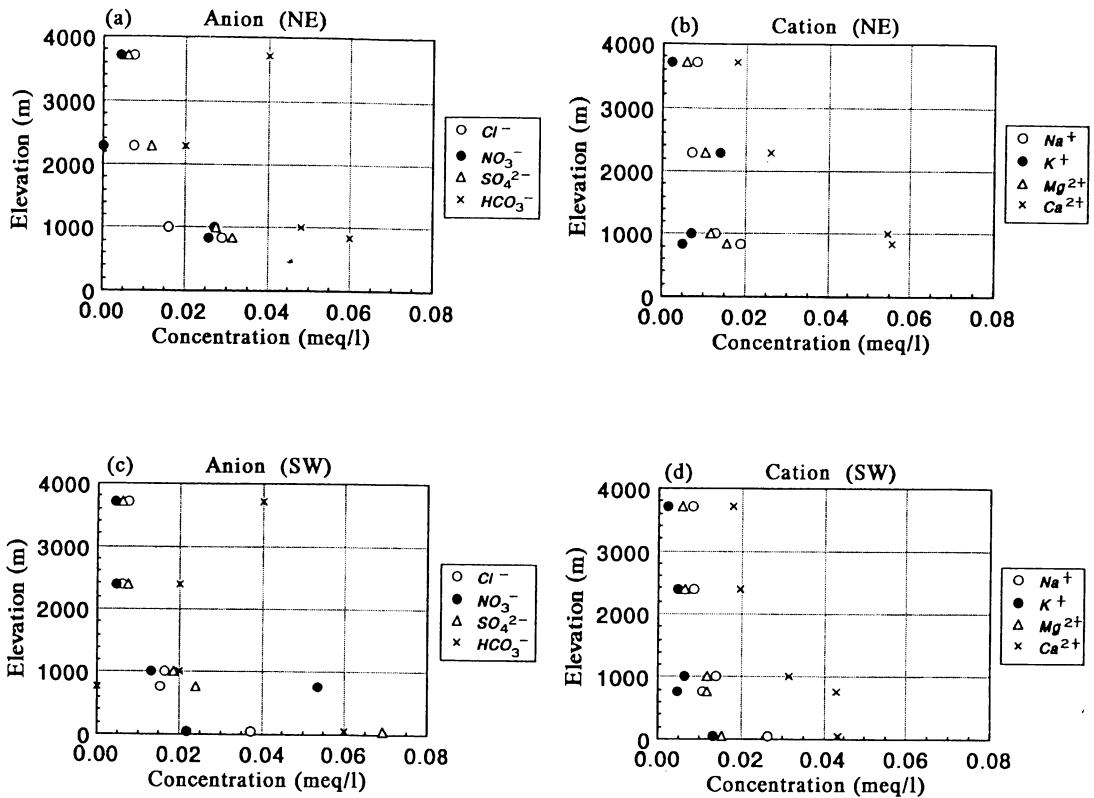 (a) Anion (NE)
Elevation (m)
4000
3000
2000
1000
0
0.00 0.02 0.04 0.06 0.08
Concentration (meq/l)
Cl⁻
NO₃⁻
SO₄²⁻
HCO₃⁻
(b) Cation (NE)
Elevation (m)
4000
3000
2000
1000
0
0.00 0.02 0.04 0.06 0.08
Concentration (meq/l)
Na⁺
K⁺
Mg²⁺
Ca²⁺
(c) Anion (SW)
Elevation (m)
4000
3000
2000
1000
0
0.00 0.02 0.04 0.06 0.08
Concentration (meq/l)
Cl⁻
NO₃⁻
SO₄²⁻
HCO₃⁻
(d) Cation (SW)
Elevation (m)
4000
3000
2000
1000
0
0.00 0.02 0.04 0.06 0.08
Concentration (meq/l)
Na⁺
K⁺
Mg²⁺
Ca²⁺